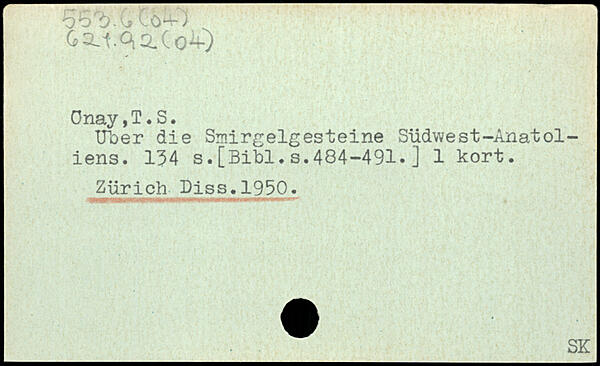 553.6(04)
621.92(04)
Onay,T.S.
Über die Smirgelgesteine Südwest-Anatol-
iens. 134 s.[Bibl.s.484-491.] 1 kort.
Zürich Diss.1950.
SK